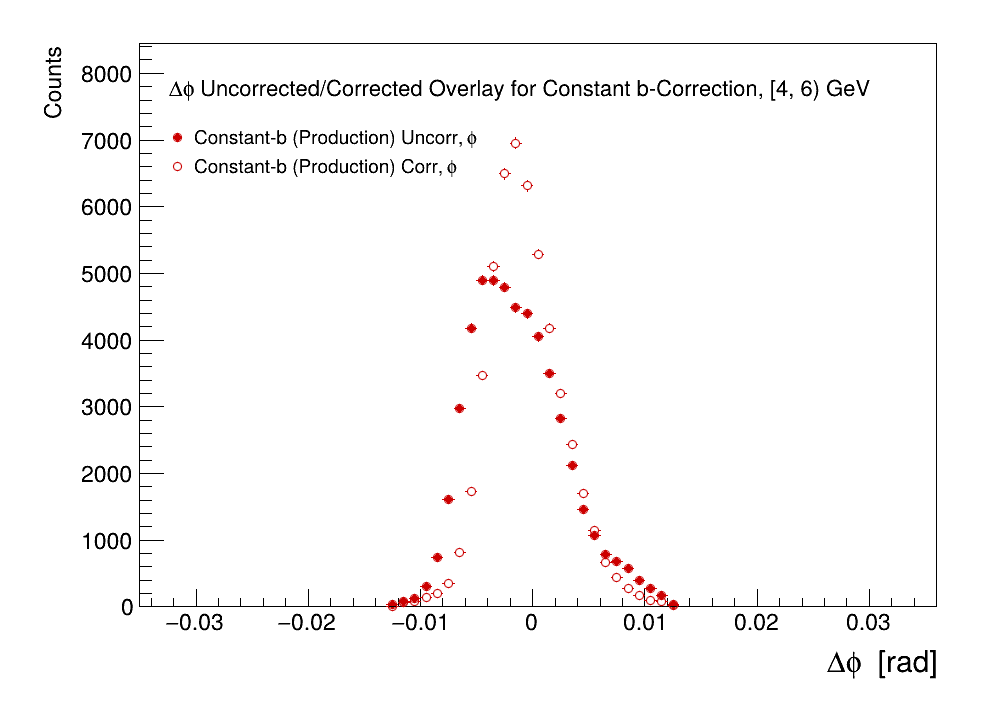 Counts
8000
Δϕ Uncorrected/Corrected Overlay for Constant b-Correction, [4, 6) GeV
7000
Constant-b (Production) Uncorr, ϕ
Constant-b (Production) Corr, ϕ
6000
5000
4000
3000
2000
1000
0
−0.03 −0.02 −0.01 0 0.01 0.02 0.03
Δϕ [rad]